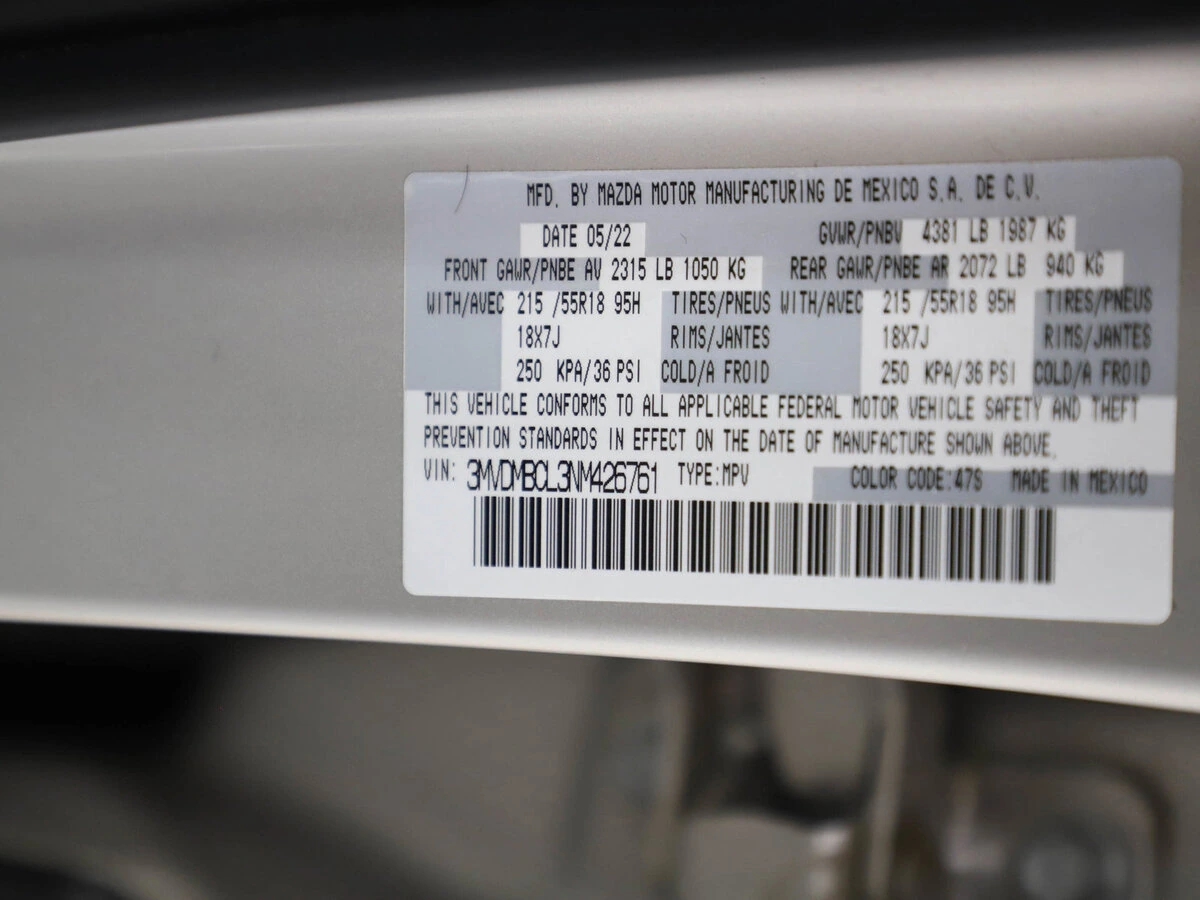 MFD. BY MAZDA MOTOR MANUFACTURING DE MEXICO S.A. DE C.V.
DATE 05/22 GVWR/PNBV 4381 LB 1987 KG
FRONT GAWR/PNBE AV 2315 LB 1050 KG REAR GAWR/PNBE AR 2072 LB 940 KG
WITH/AVEC 215 /55R18 95H TIRES/PNEUS WITH/AVEC 215 /55R18 95H TIRES/PNEUS
18X7J RIMS/JANTES 18X7J RIMS/JANTES
250 KPA/36 PSI COLD/A FROID 250 KPA/36 PSI COLD/A FROID
THIS VEHICLE CONFORMS TO ALL APPLICABLE FEDERAL MOTOR VEHICLE SAFETY AND THEFT
PREVENTION STANDARDS IN EFFECT ON THE DATE OF MANUFACTURE SHOWN ABOVE.
VIN: 3MVDMBCL3NM426761 TYPE:MPV COLOR CODE:47S MADE IN MEXICO